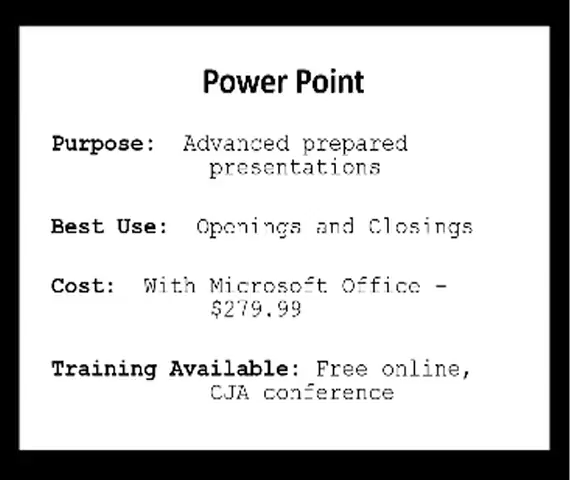 Power Point
Purpose: Advanced prepared
presentations
Best Use: Openings and Closings
Cost: With Microsoft Office -
$279.99
Training Available: Free online,
CJA conference